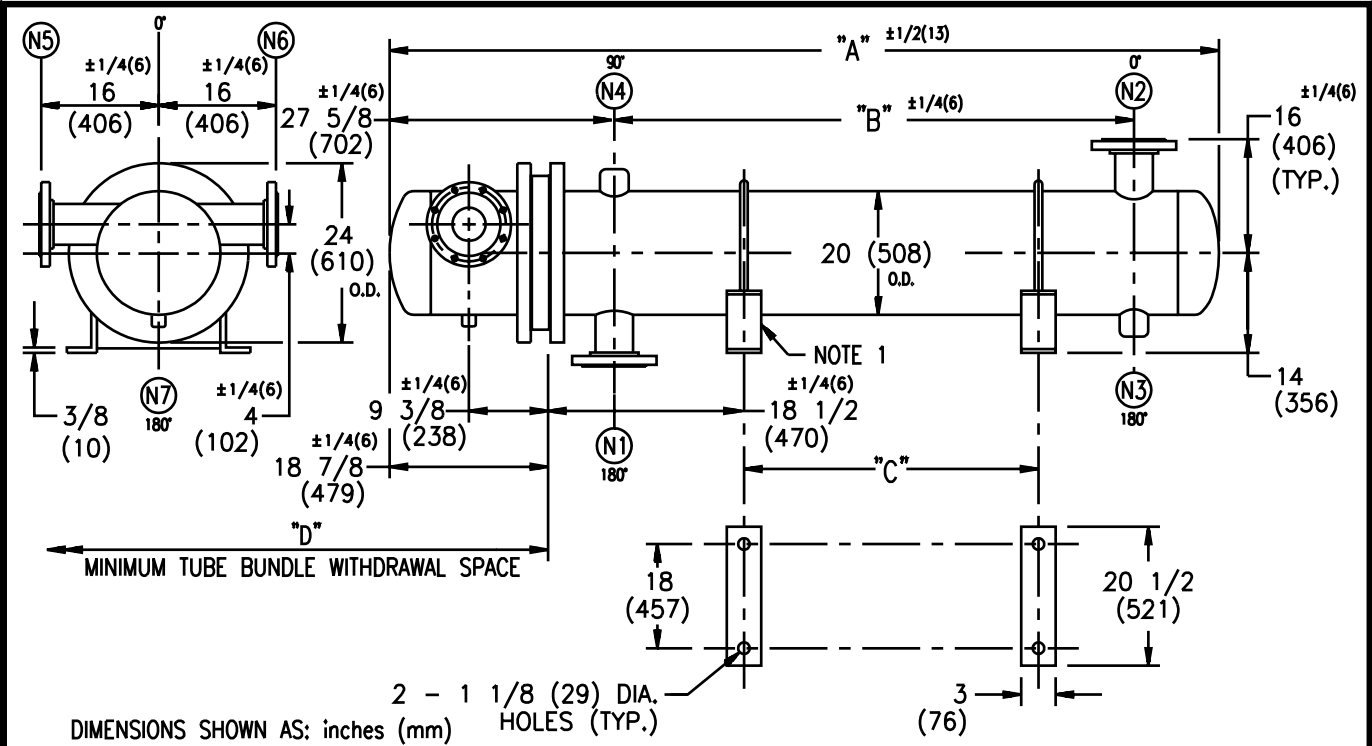 N5
0°
N6
±1/4(6)
±1/4(6)
16
(406)
16
(406)
±1/4(6)
27 5/8
(702)
90°
N4
"A" ±1/2(13)
"B" ±1/4(6)
0°
N2
±1/4(6)
16
(406)
(TYP.)
24
(610)
O.D.
20 (508)
O.D.
NOTE 1
3/8
(10)
N7
180°
±1/4(6)
4
(102)
±1/4(6)
9 3/8
(238)
±1/4(6)
18 7/8
(479)
N1
180°
±1/4(6)
18 1/2
(470)
N3
180°
14
(356)
"C"
"D"
MINIMUM TUBE BUNDLE WITHDRAWAL SPACE
18
(457)
20 1/2
(521)
2 - 1 1/8 (29) DIA.
HOLES (TYP.)
3
(76)
DIMENSIONS SHOWN AS: inches (mm)